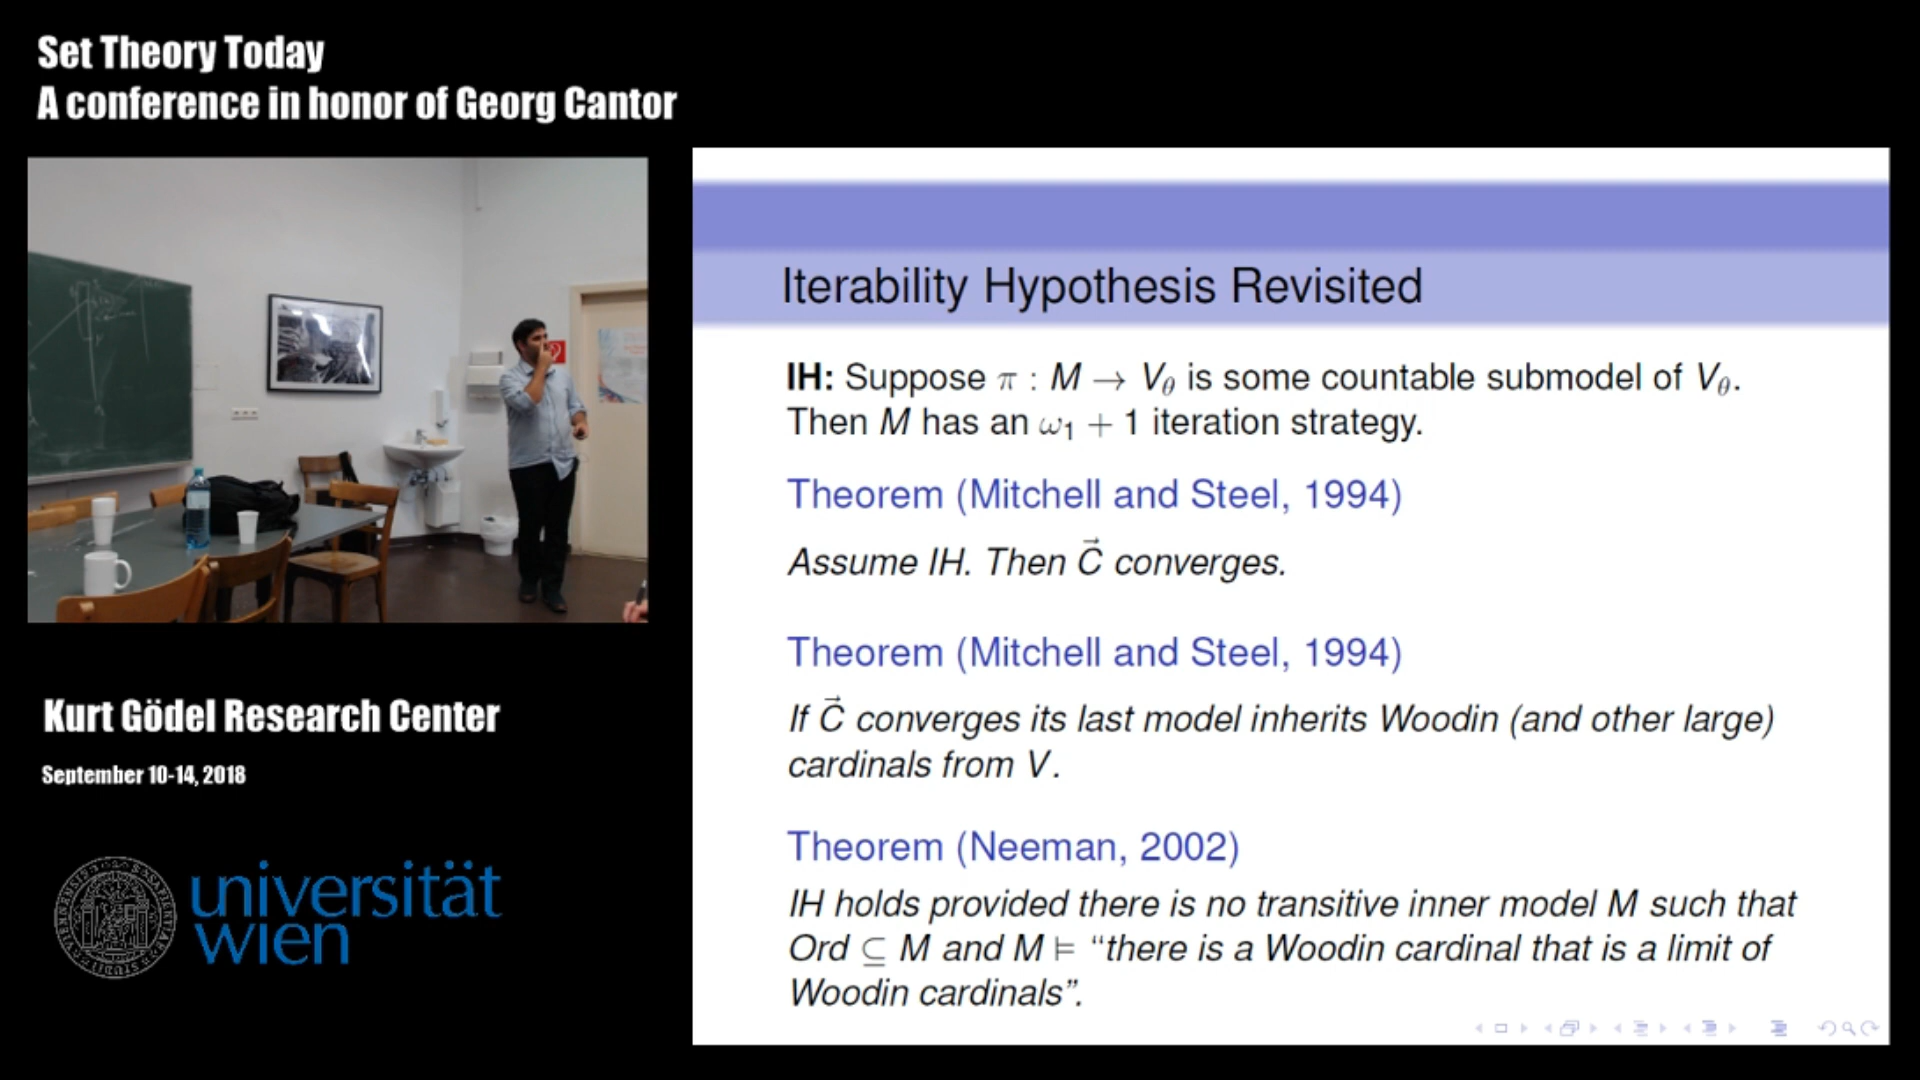 Set Theory Today
A conference in honor of Georg Cantor
Iterability Hypothesis Revisited
IH: Suppose π : M → V_θ is some countable submodel of V_θ.
Then M has an ω₁ + 1 iteration strategy.
Theorem (Mitchell and Steel, 1994)
Assume IH. Then C⃗ converges.
Theorem (Mitchell and Steel, 1994)
If C⃗ converges its last model inherits Woodin (and other large)
cardinals from V.
Theorem (Neeman, 2002)
IH holds provided there is no transitive inner model M such that
Ord ⊆ M and M ⊨ “there is a Woodin cardinal that is a limit of
Woodin cardinals”.
Kurt Gödel Research Center
September 10-14, 2018
universität
wien